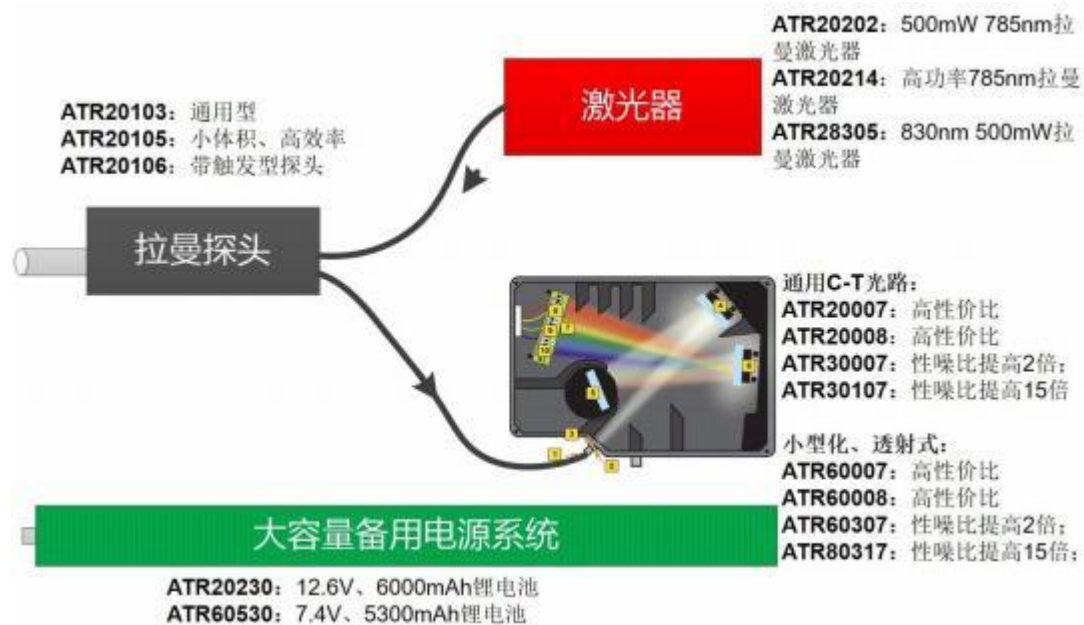 ATR20202：500mW 785nm拉
曼激光器
ATR20214：高功率785nm拉曼
激光器
ATR28305：830nm 500mW拉
曼激光器
激光器
ATR20103：通用型
ATR20105：小体积、高效率
ATR20106：带触发型探头
拉曼探头
通用C-T光路：
ATR20007：高性价比
ATR20008：高性价比
ATR30007：性噪比提高2倍；
ATR30107：性噪比提高15倍
小型化、透射式：
ATR60007：高性价比
ATR60008：高性价比
ATR60307：性噪比提高2倍；
ATR80317：性噪比提高15倍；
4
7
10
5
3
1
2
大容量备用电源系统
ATR20230：12.6V、6000mAh锂电池
ATR60530：7.4V、5300mAh锂电池